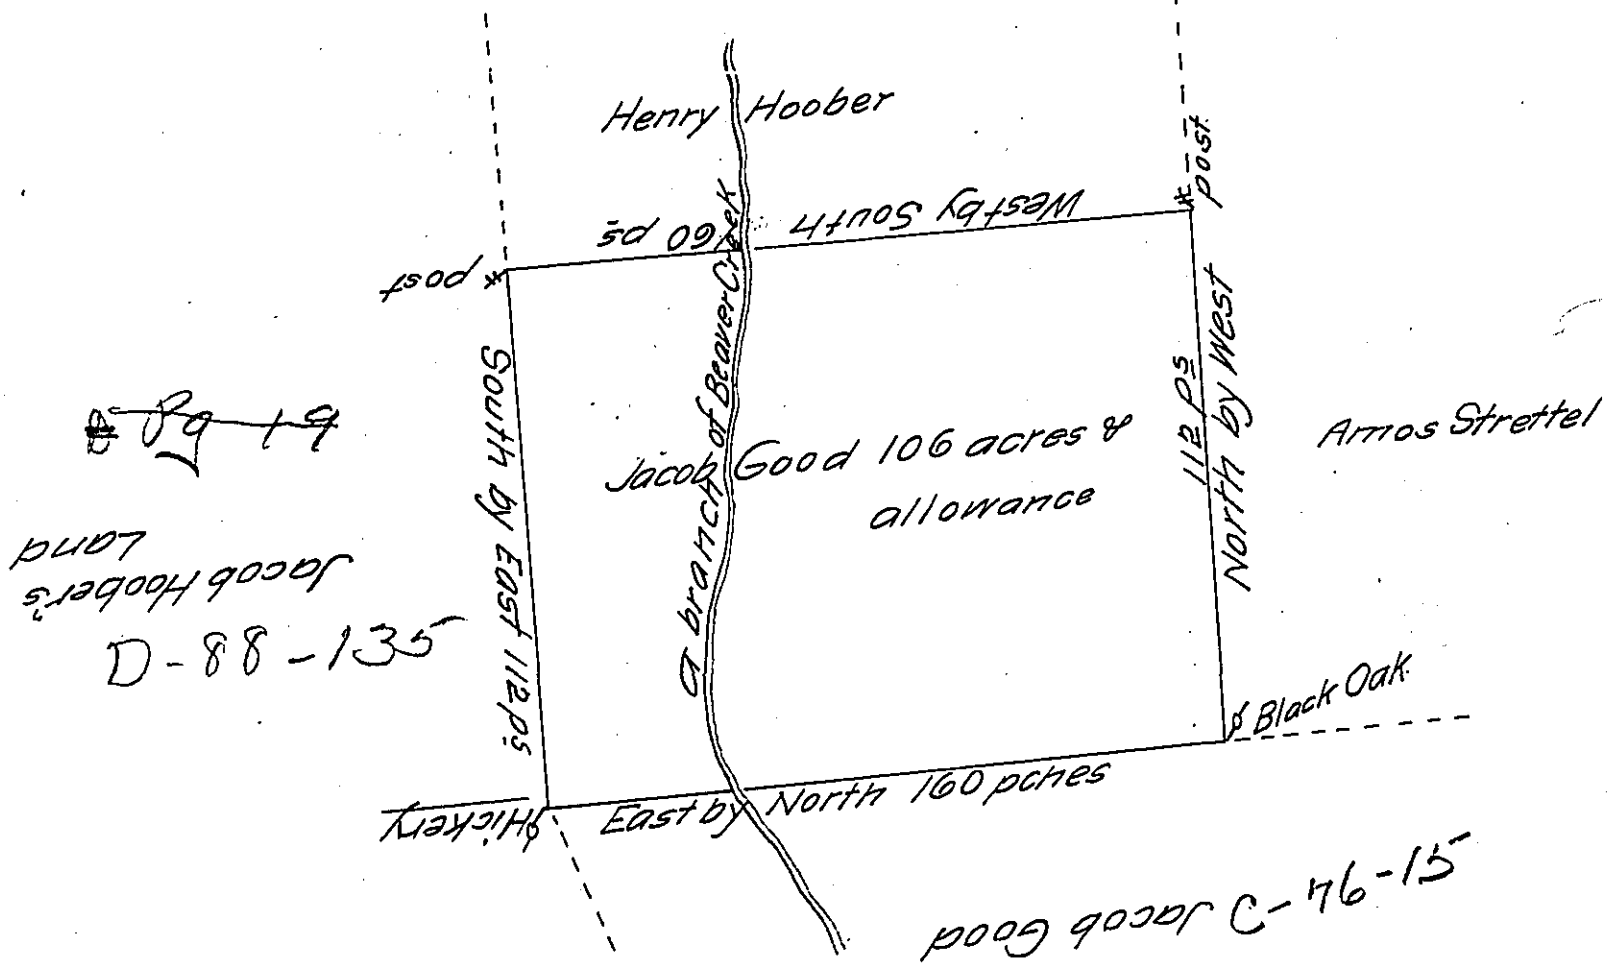 Henry Hoober
post
West by South 160 ps
post
South by East 112 ps
a branch of Beaver Creek
Jacob Good 106 acres &
allowance
112 ps
North by West
Amos Strettel
Pg 19
Jacob Hoober's
Land
D-88-135
Black Oak
Hickery
East by North 160 pches
Jacob Good C-46-15